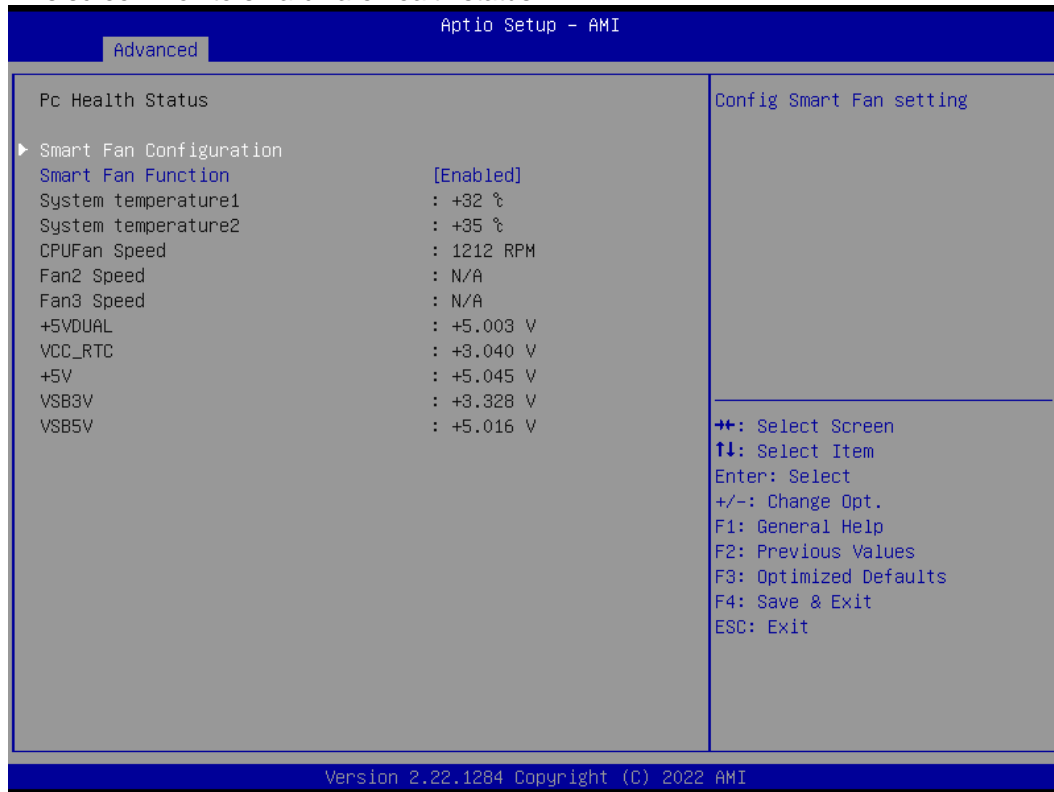 Aptio Setup – AMI
Advanced
Pc Health Status
Config Smart Fan setting
▶ Smart Fan Configuration
Smart Fan Function [Enabled]
System temperature1 : +32 ℃
System temperature2 : +35 ℃
CPUFan Speed : 1212 RPM
Fan2 Speed : N/A
Fan3 Speed : N/A
+5VDUAL : +5.003 V
VCC_RTC : +3.040 V
+5V : +5.045 V
VSB3V : +3.328 V
VSB5V : +5.016 V
→←: Select Screen
↑↓: Select Item
Enter: Select
+/-: Change Opt.
F1: General Help
F2: Previous Values
F3: Optimized Defaults
F4: Save & Exit
ESC: Exit
Version 2.22.1284 Copyright (C) 2022 AMI